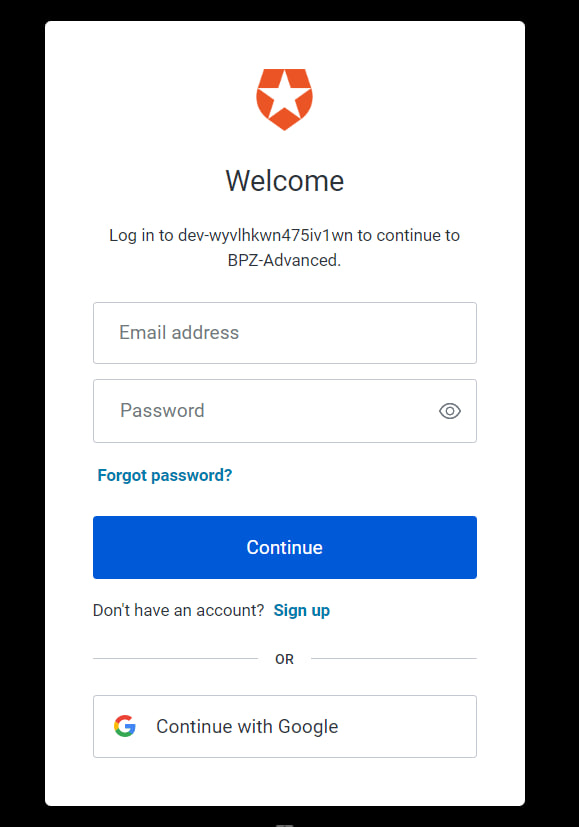 Welcome
Log in to dev-wyvlhkwn475iv1wn to continue to
BPZ-Advanced.
Email address
Password
Forgot password?
Continue
Don't have an account? Sign up
OR
Continue with Google